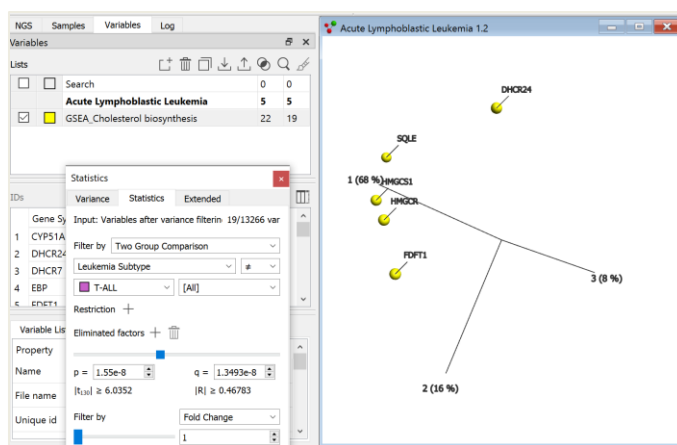 NGS Samples Variables Log
Variables
Lists
Search 0 0
Acute Lymphoblastic Leukemia 5 5
GSEA_Cholesterol biosynthesis 22 19
IDs
Gene Sy
1 CYP51A
2 DHCR24
3 DHCR7
4 EBP
5 FDFT1
Variable Lis
Property
Name
File name
Unique id
Statistics
Variance Statistics Extended
Input: Variables after variance filterin 19/13266 var
Filter by Two Group Comparison
Leukemia Subtype ≠
T-ALL [All]
Restriction
Eliminated factors
p = 1.55e-8 q = 1.3493e-8
|t₁₃₀| ≥ 6.0352 |R| ≥ 0.46783
Filter by Fold Change
1
Acute Lymphoblastic Leukemia 1.2
DHCR24
SQLE
1 (68 %) HMGCS1
HMGCR
FDFT1
3 (8 %)
2 (16 %)